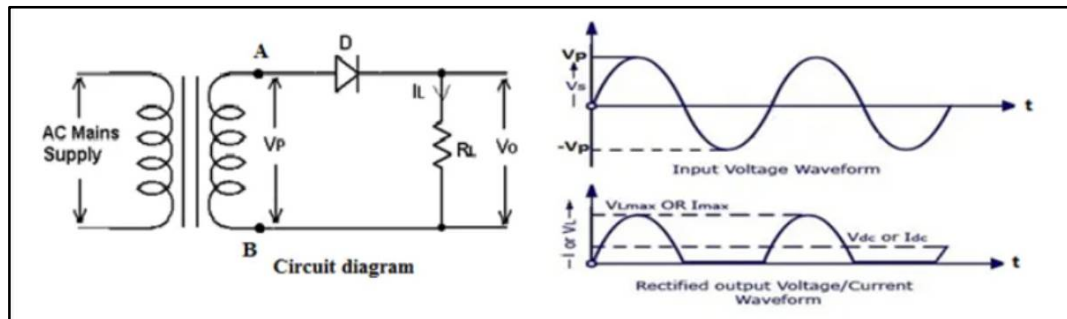 A
D
AC Mains
Supply
VP
IL
RL
Vo
B
Circuit diagram
Vp
Vs
-Vp
t
Input Voltage Waveform
VLmax OR Imax
Vdc or Idc
I or VL
t
Rectified output Voltage/Current
Waveform